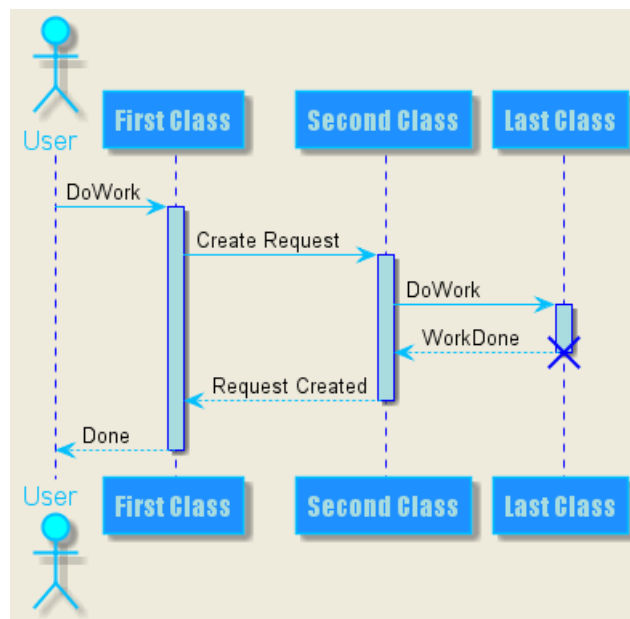 User
First Class
Second Class
Last Class
DoWork
Create Request
DoWork
WorkDone
Request Created
Done
User
First Class
Second Class
Last Class